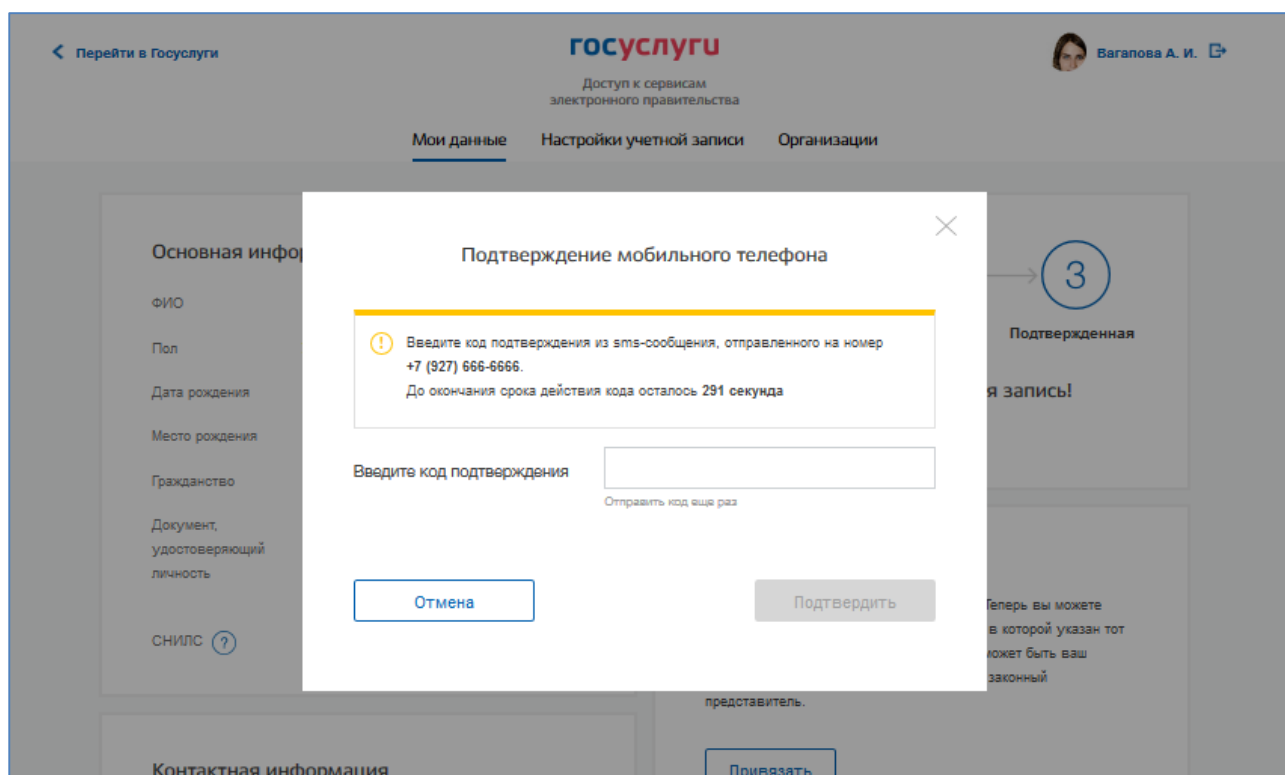 Перейти в Госуслуги
госуслуги
Вагапова А. И.
Доступ к сервисам
электронного правительства
Мои данные
Настройки учетной записи
Организации
Основная инфор
ФИО
Пол
Дата рождения
Место рождения
Гражданство
Документ,
удостоверяющий
личность
СНИЛС ?
Подтверждение мобильного телефона
Введите код подтверждения из sms-сообщения, отправленного на номер
+7 (927) 666-6666.
До окончания срока действия кода осталось 291 секунда
Введите код подтверждения
Отправить код еще раз
Отмена
Подтвердить
3
Подтвержденная
я запись!
Теперь вы можете
в которой указан тот
может быть ваш
законный
представитель.
Контактная информация
Привязать